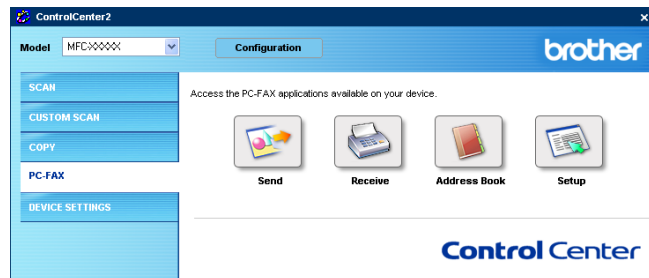 ControlCenter2
Model MFC-XXXX Configuration brother
SCAN
CUSTOM SCAN
COPY
PC-FAX
DEVICE SETTINGS
Access the PC-FAX applications available on your device.
Send Receive Address Book Setup
Control Center